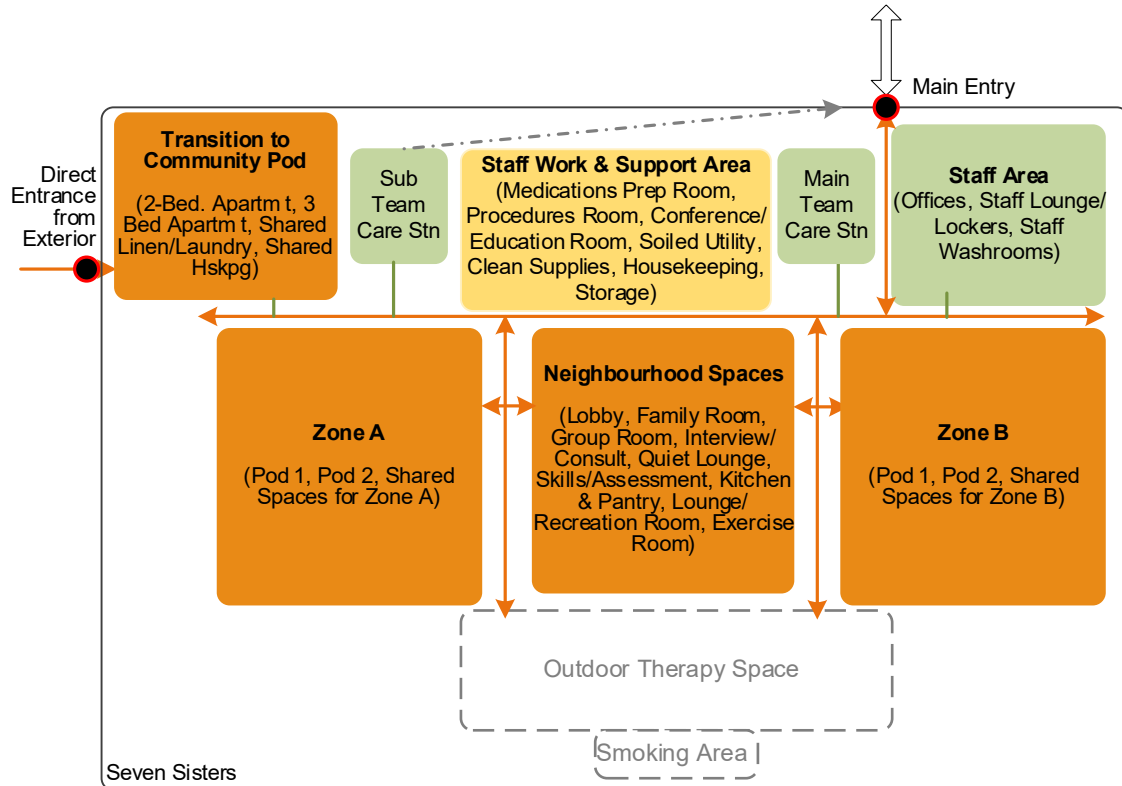 Main Entry
Direct
Entrance
from
Exterior
Transition to
Community Pod
(2-Bed. Apartm t, 3
Bed Apartm t, Shared
Linen/Laundry, Shared
Hskpg)
Sub
Team
Care Stn
Staff Work & Support Area
(Medications Prep Room,
Procedures Room, Conference/
Education Room, Soiled Utility,
Clean Supplies, Housekeeping,
Storage)
Main
Team
Care Stn
Staff Area
(Offices, Staff Lounge/
Lockers, Staff
Washrooms)
Zone A
(Pod 1, Pod 2, Shared
Spaces for Zone A)
Neighbourhood Spaces
(Lobby, Family Room,
Group Room, Interview/
Consult, Quiet Lounge,
Skills/Assessment, Kitchen
& Pantry, Lounge/
Recreation Room, Exercise
Room)
Zone B
(Pod 1, Pod 2, Shared
Spaces for Zone B)
Outdoor Therapy Space
Smoking Area
Seven Sisters